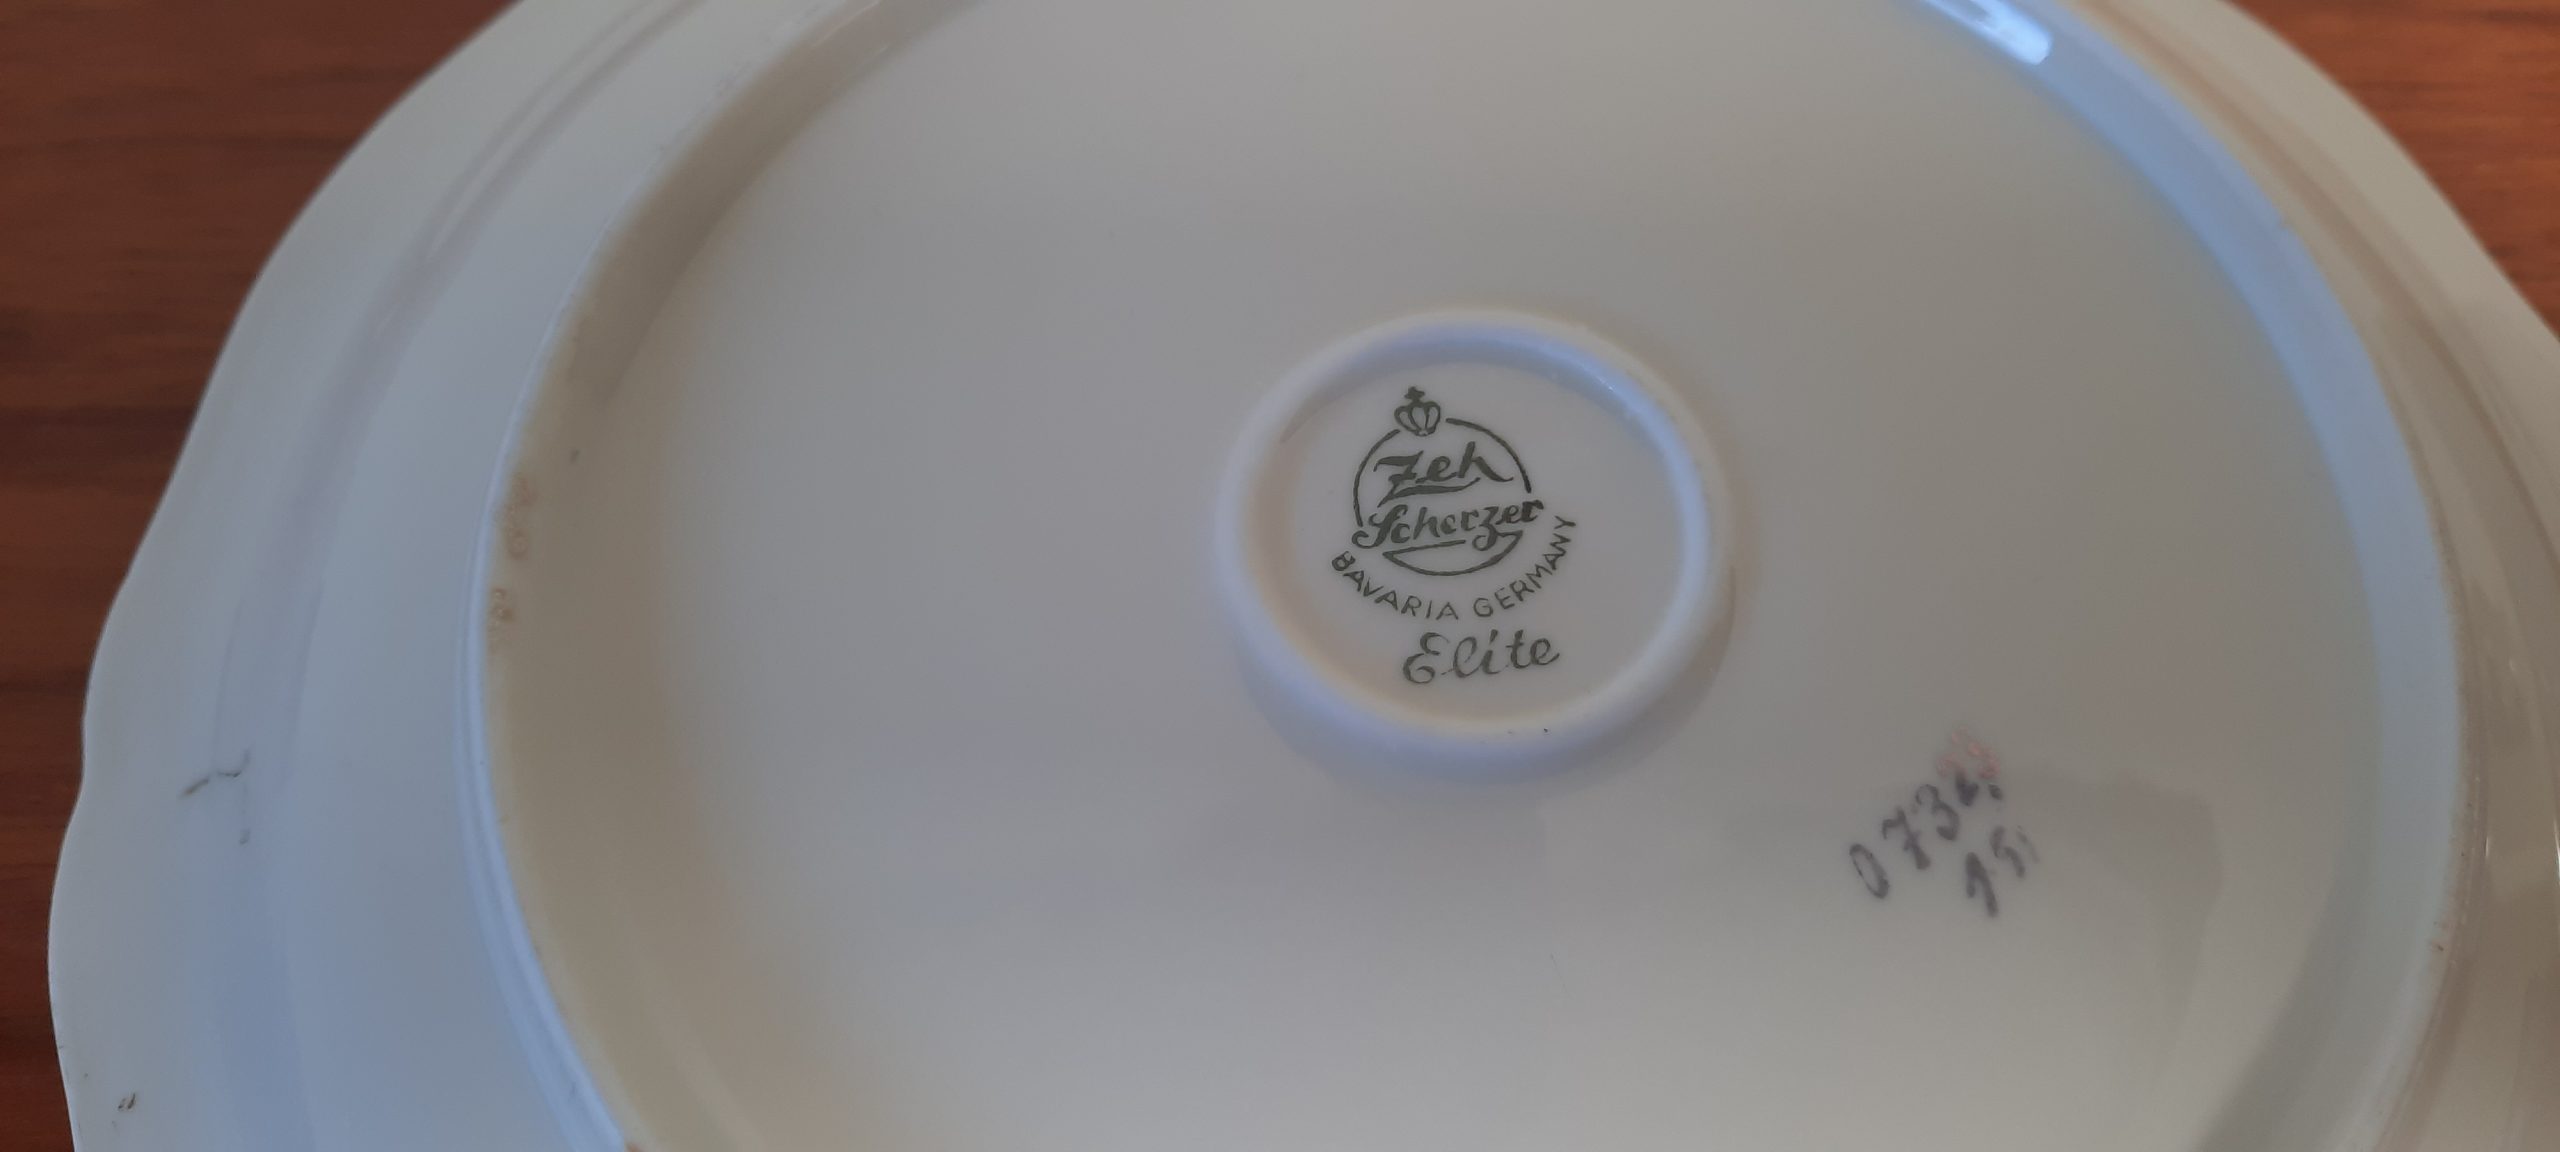 Zeh
Scherzer
BAVARIA GERMANY
Elite